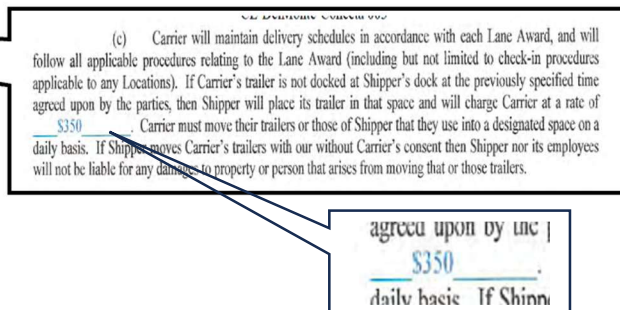 (c) Carrier will maintain delivery schedules in accordance with each Lane Award, and will
follow all applicable procedures relating to the Lane Award (including but not limited to check-in procedures
applicable to any Locations). If Carrier's trailer is not docked at Shipper's dock at the previously specified time
agreed upon by the parties, then Shipper will place its trailer in that space and will charge Carrier at a rate of
$350. Carrier must move their trailers or those of Shipper that they use into a designated space on a
daily basis. If Shipper moves Carrier's trailers with our without Carrier's consent then Shipper nor its employees
will not be liable for any damages to property or person that arises from moving that or those trailers.
agreed upon by the
$350.
daily basis If Shipp